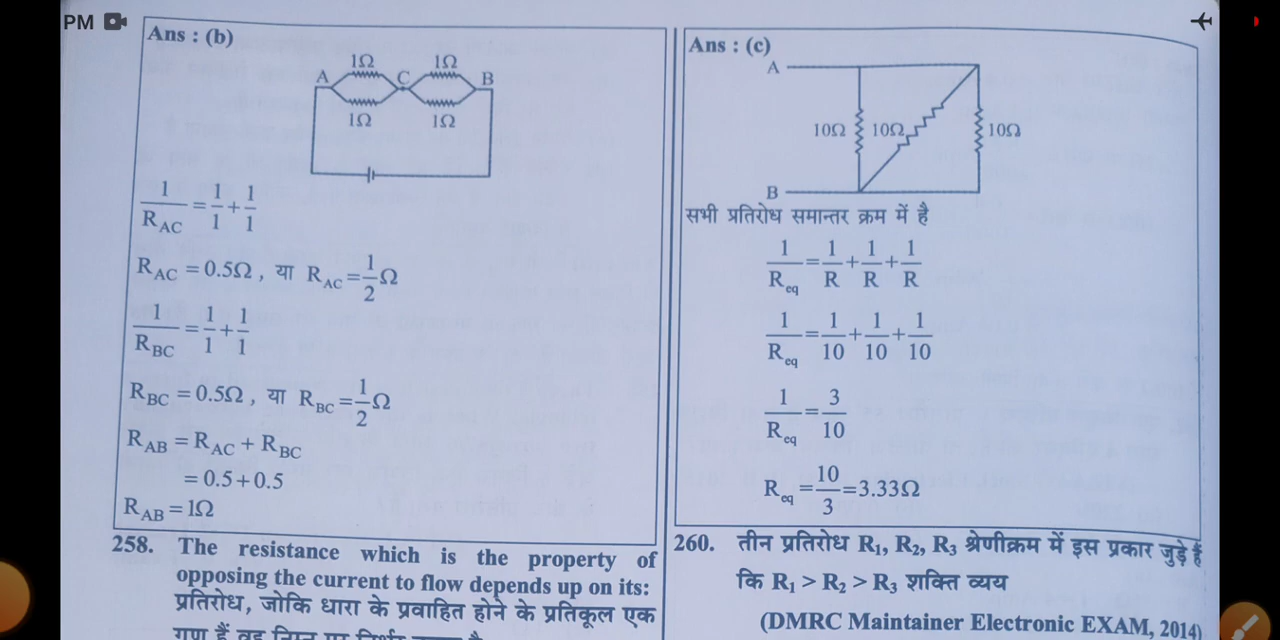 PM
Ans : (b)
1Ω 1Ω
A C B
1Ω 1Ω
1/R_AC = 1/1 + 1/1
R_AC = 0.5Ω, या R_AC = 1/2 Ω
1/R_BC = 1/1 + 1/1
R_BC = 0.5Ω, या R_BC = 1/2 Ω
R_AB = R_AC + R_BC
= 0.5+0.5
R_AB = 1Ω
258. The resistance which is the property of
opposing the current to flow depends up on its:
प्रतिरोध, जोकि धारा के प्रवाहित होने के प्रतिकूल एक
Ans : (c)
A
10Ω 10Ω 10Ω
B
सभी प्रतिरोध समान्तर क्रम में है
1/R_eq = 1/R + 1/R + 1/R
1/R_eq = 1/10 + 1/10 + 1/10
1/R_eq = 3/10
R_eq = 10/3 = 3.33Ω
260. तीन प्रतिरोध R₁, R₂, R₃ श्रेणीक्रम में इस प्रकार जुड़े हैं
कि R₁ > R₂ > R₃ शक्ति व्यय
(DMRC Maintainer Electronic EXAM, 2014)